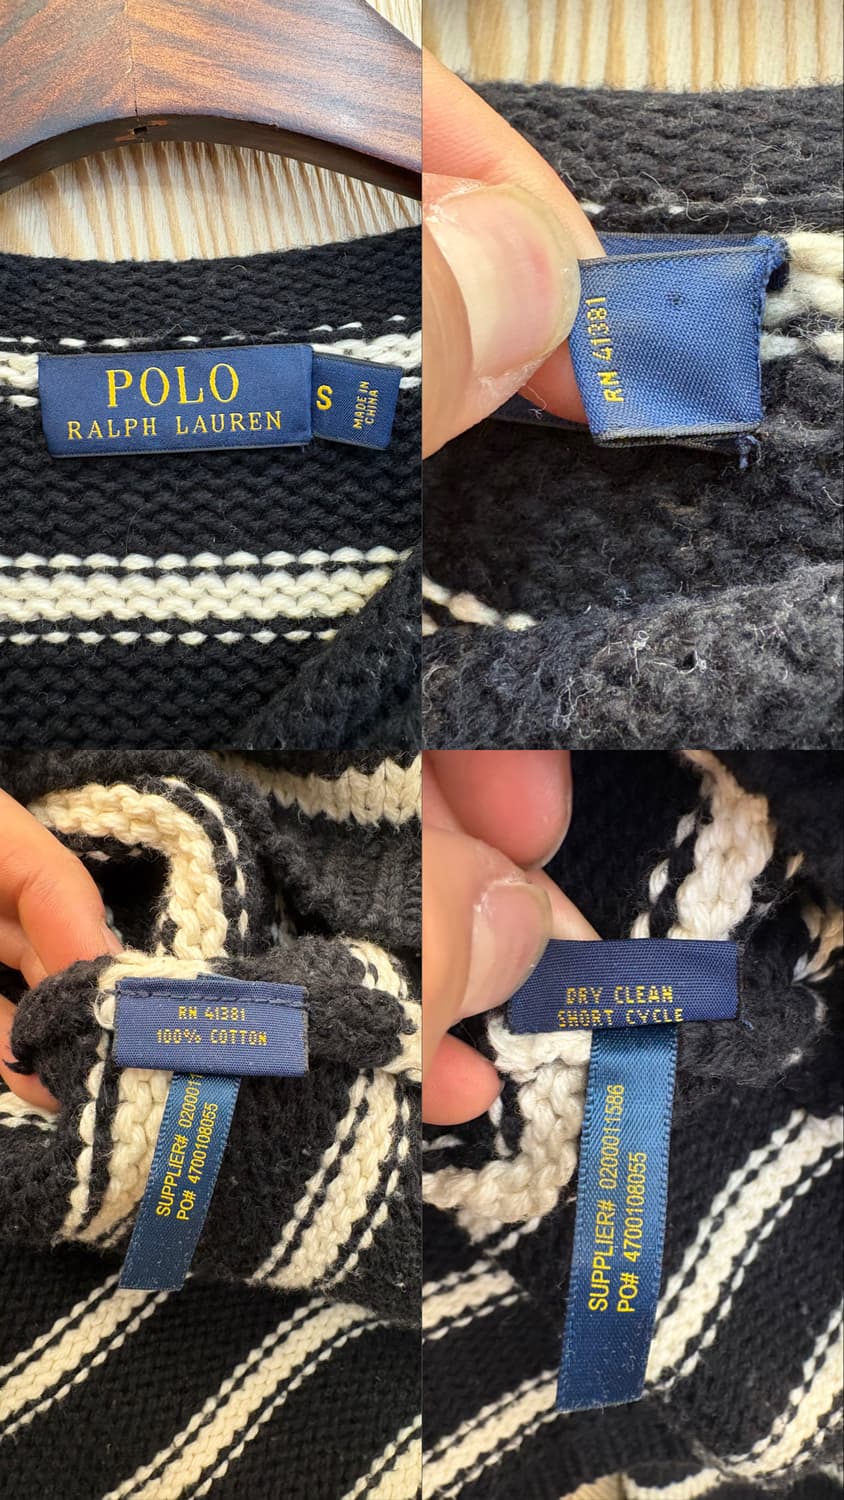 POLO
RALPH LAUREN
S
MADE IN
CHINA
RN 41381
RN 41381
100% COTTON
SUPPLIER# 0200011
PO# 4700108055
DRY CLEAN
SHORT CYCLE
SUPPLIER# 0200011586
PO# 4700108055